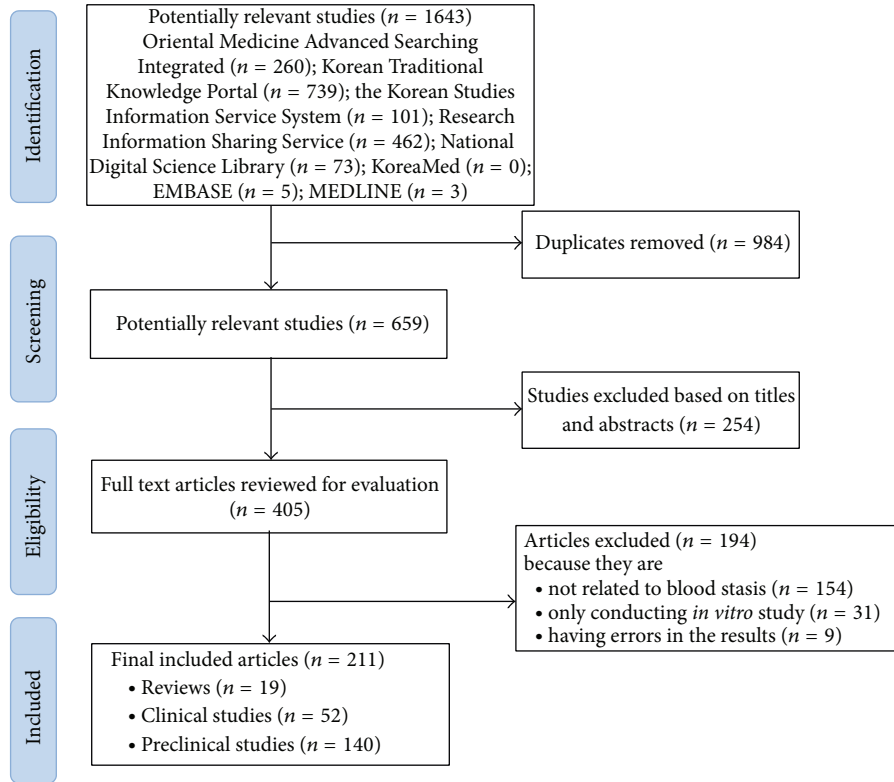 Identification
Potentially relevant studies (n = 1643)
Oriental Medicine Advanced Searching
Integrated (n = 260); Korean Traditional
Knowledge Portal (n = 739); the Korean Studies
Information Service System (n = 101); Research
Information Sharing Service (n = 462); National
Digital Science Library (n = 73); KoreaMed (n = 0);
EMBASE (n = 5); MEDLINE (n = 3)
Duplicates removed (n = 984)
Screening
Potentially relevant studies (n = 659)
Studies excluded based on titles
and abstracts (n = 254)
Eligibility
Full text articles reviewed for evaluation
(n = 405)
Articles excluded (n = 194)
because they are
• not related to blood stasis (n = 154)
• only conducting in vitro study (n = 31)
• having errors in the results (n = 9)
Included
Final included articles (n = 211)
• Reviews (n = 19)
• Clinical studies (n = 52)
• Preclinical studies (n = 140)